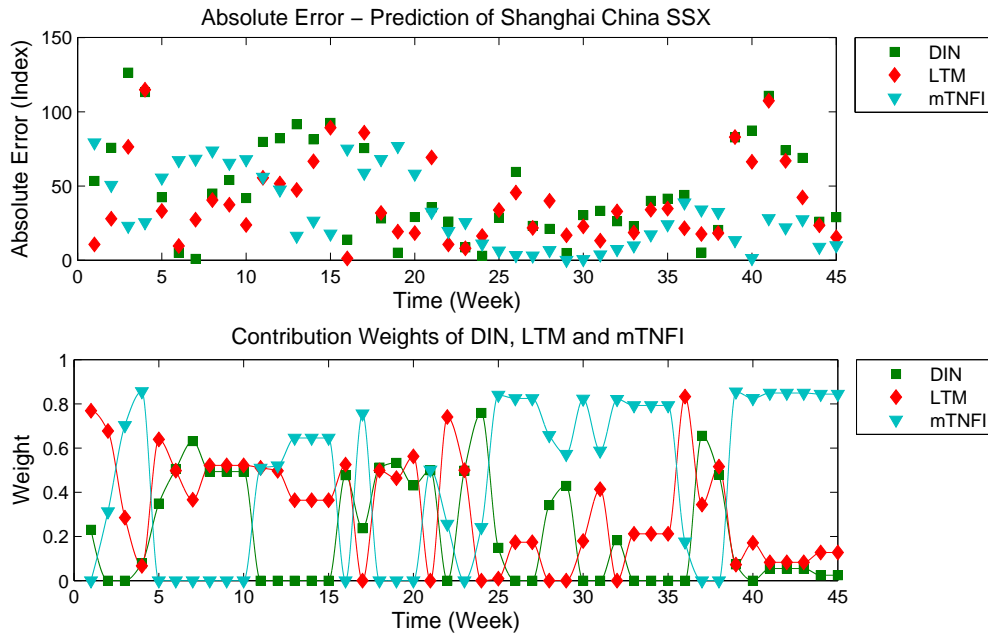 Absolute Error − Prediction of Shanghai China SSX
Absolute Error (Index)
150
100
50
0
0 5 10 15 20 25 30 35 40 45
Time (Week)
DIN
LTM
mTNFI
Contribution Weights of DIN, LTM and mTNFI
Weight
1
0.8
0.6
0.4
0.2
0
0 5 10 15 20 25 30 35 40 45
Time (Week)
DIN
LTM
mTNFI